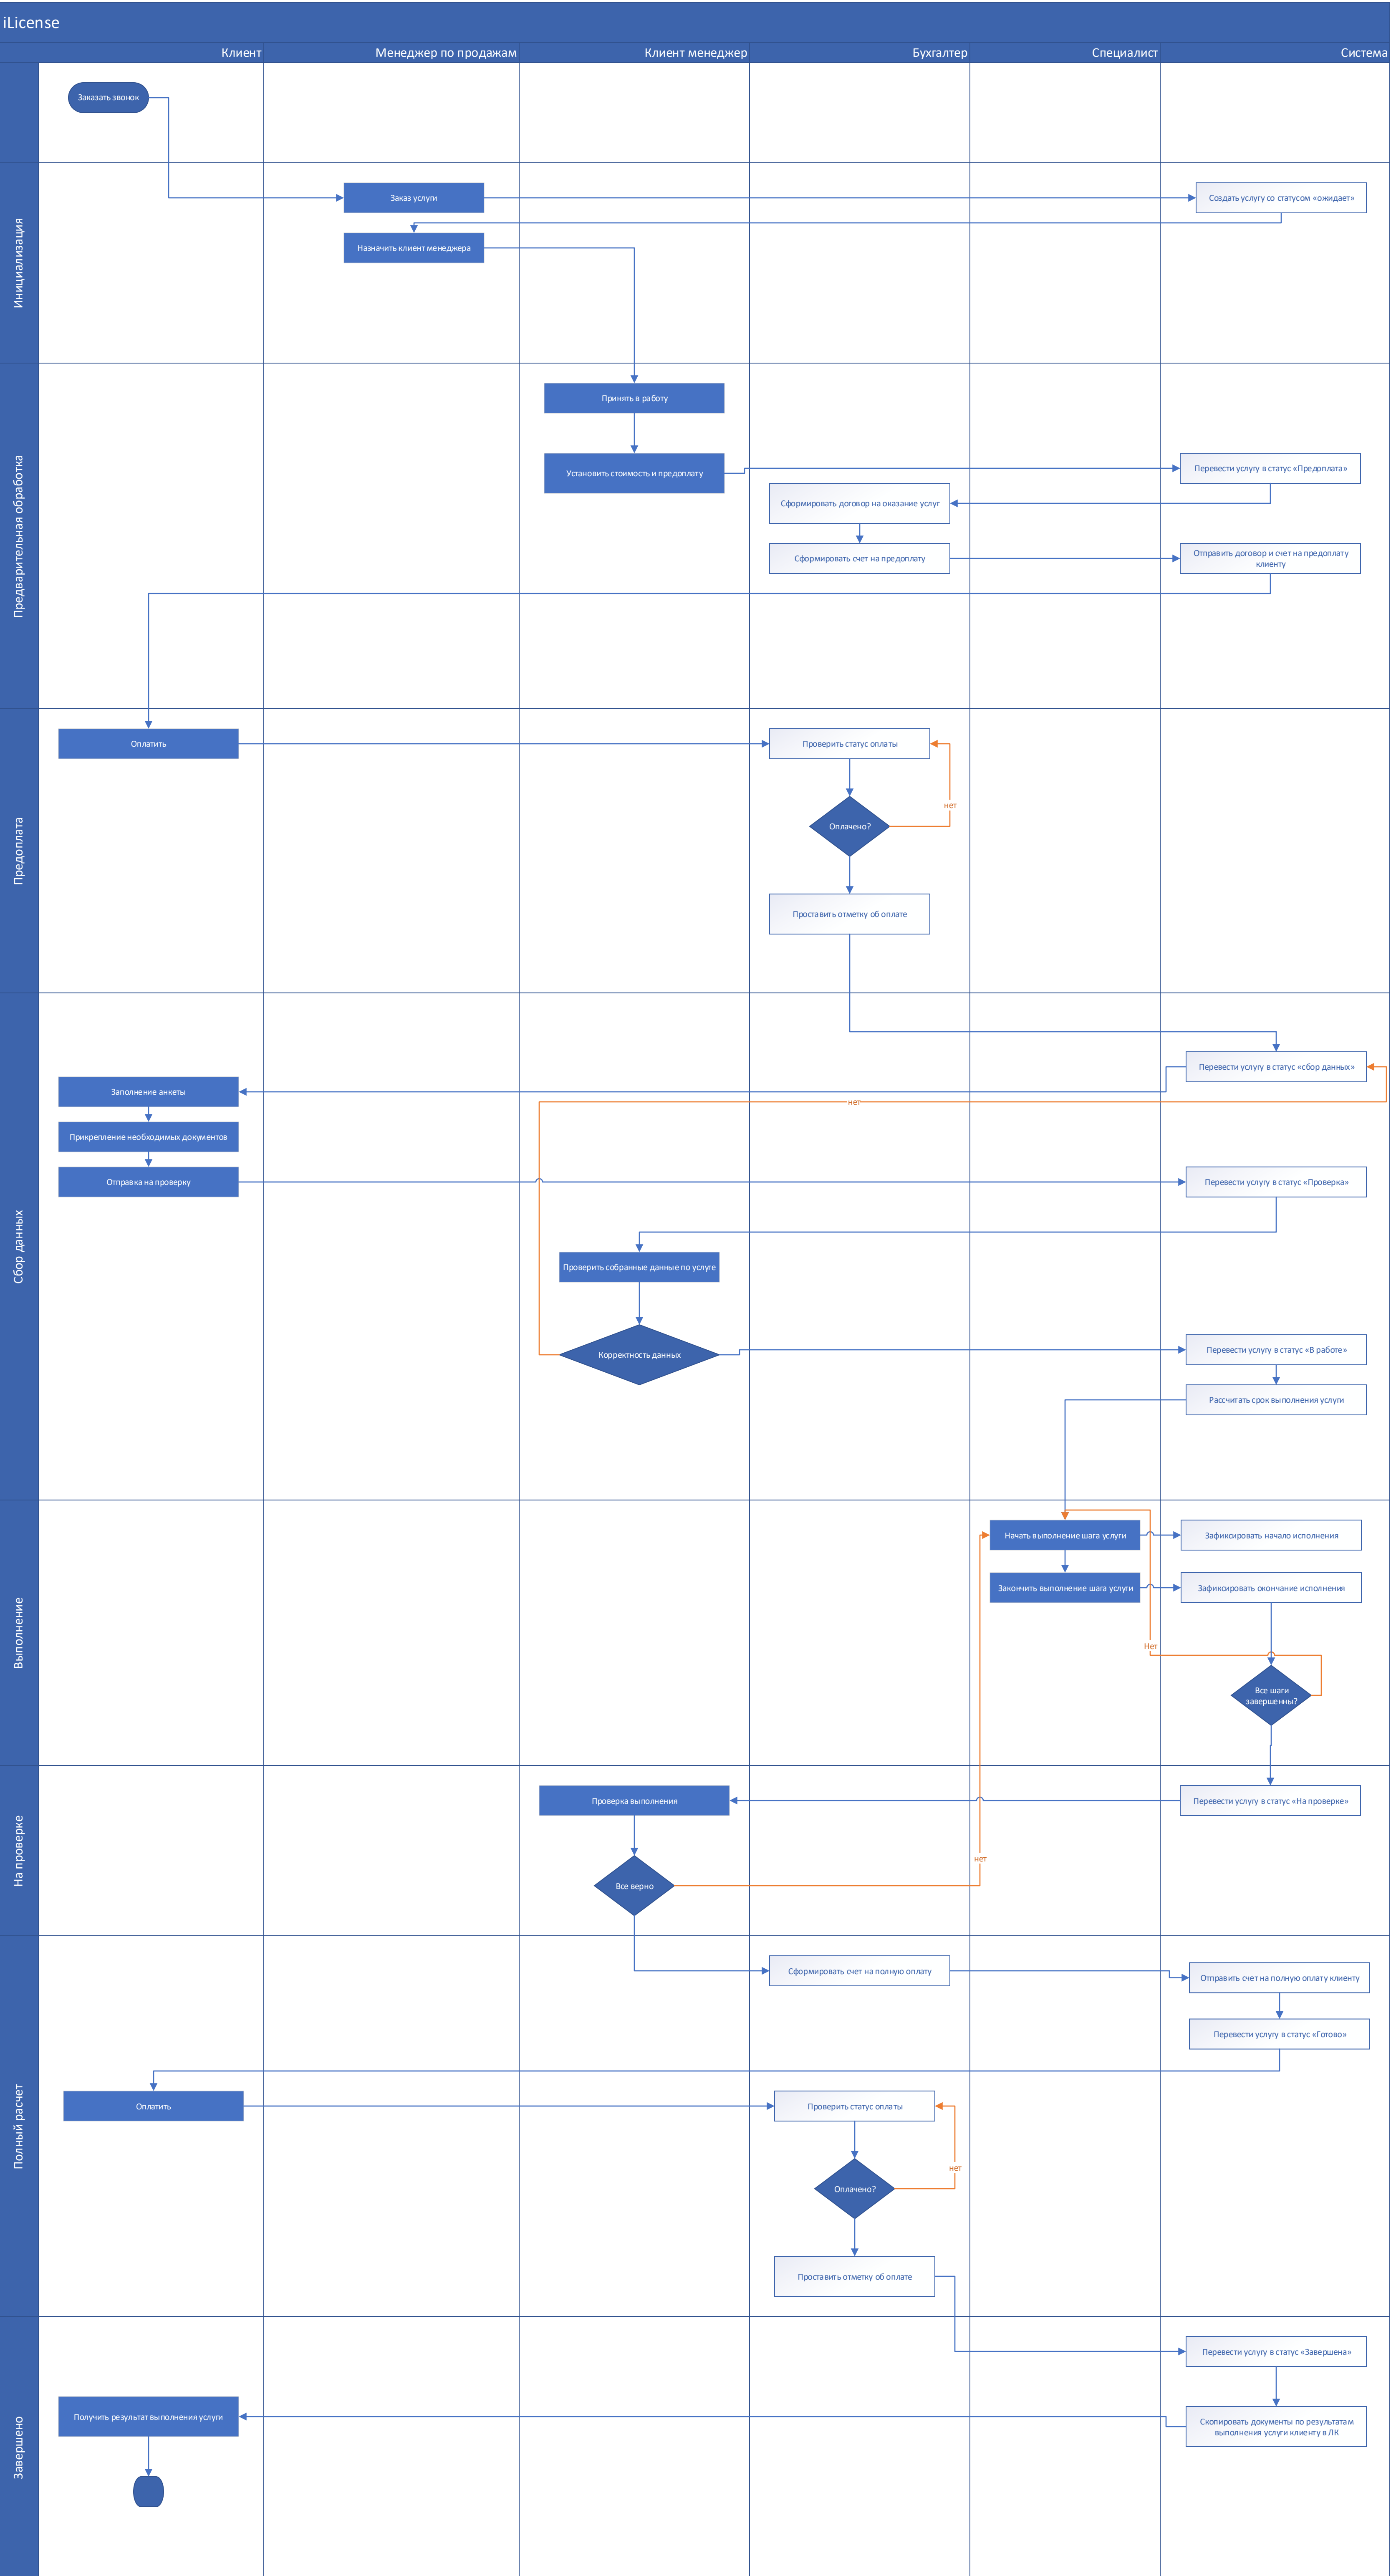 iLicense
Клиент
Менеджер по продажам
Клиент менеджер
Бухгалтер
Специалист
Система
Заказать звонок
Инициализация
Заказ услуги
Создать услугу со статусом «ожидает»
Назначить клиент менеджера
Предварительная обработка
Принять в работу
Установить стоимость и предоплату
Перевести услугу в статус «Предоплата»
Сформировать договор на оказание услуг
Сформировать счет на предоплату
Отправить договор и счет на предоплату
клиенту
Предоплата
Оплатить
Проверить статус оплаты
нет
Оплачено?
Проставить отметку об оплате
Сбор данных
Перевести услугу в статус «сбор данных»
Заполнение анкеты
нет
Прикрепление необходимых документов
Отправка на проверку
Перевести услугу в статус «Проверка»
Проверить собранные данные по услуге
Корректность данных
Перевести услугу в статус «В работе»
Рассчитать срок выполнения услуги
Выполнение
Начать выполнение шага услуги
Зафиксировать начало исполнения
Закончить выполнение шага услуги
Зафиксировать окончание исполнения
Нет
Все шаги
завершенны?
На проверке
Проверка выполнения
Перевести услугу в статус «На проверке»
нет
Все верно
Полный расчет
Сформировать счет на полную оплату
Отправить счет на полную оплату клиенту
Перевести услугу в статус «Готово»
Оплатить
Проверить статус оплаты
нет
Оплачено?
Проставить отметку об оплате
Завершено
Перевести услугу в статус «Завершена»
Получить результат выполнения услуги
Скопировать документы по результатам
выполнения услуги клиенту в ЛК